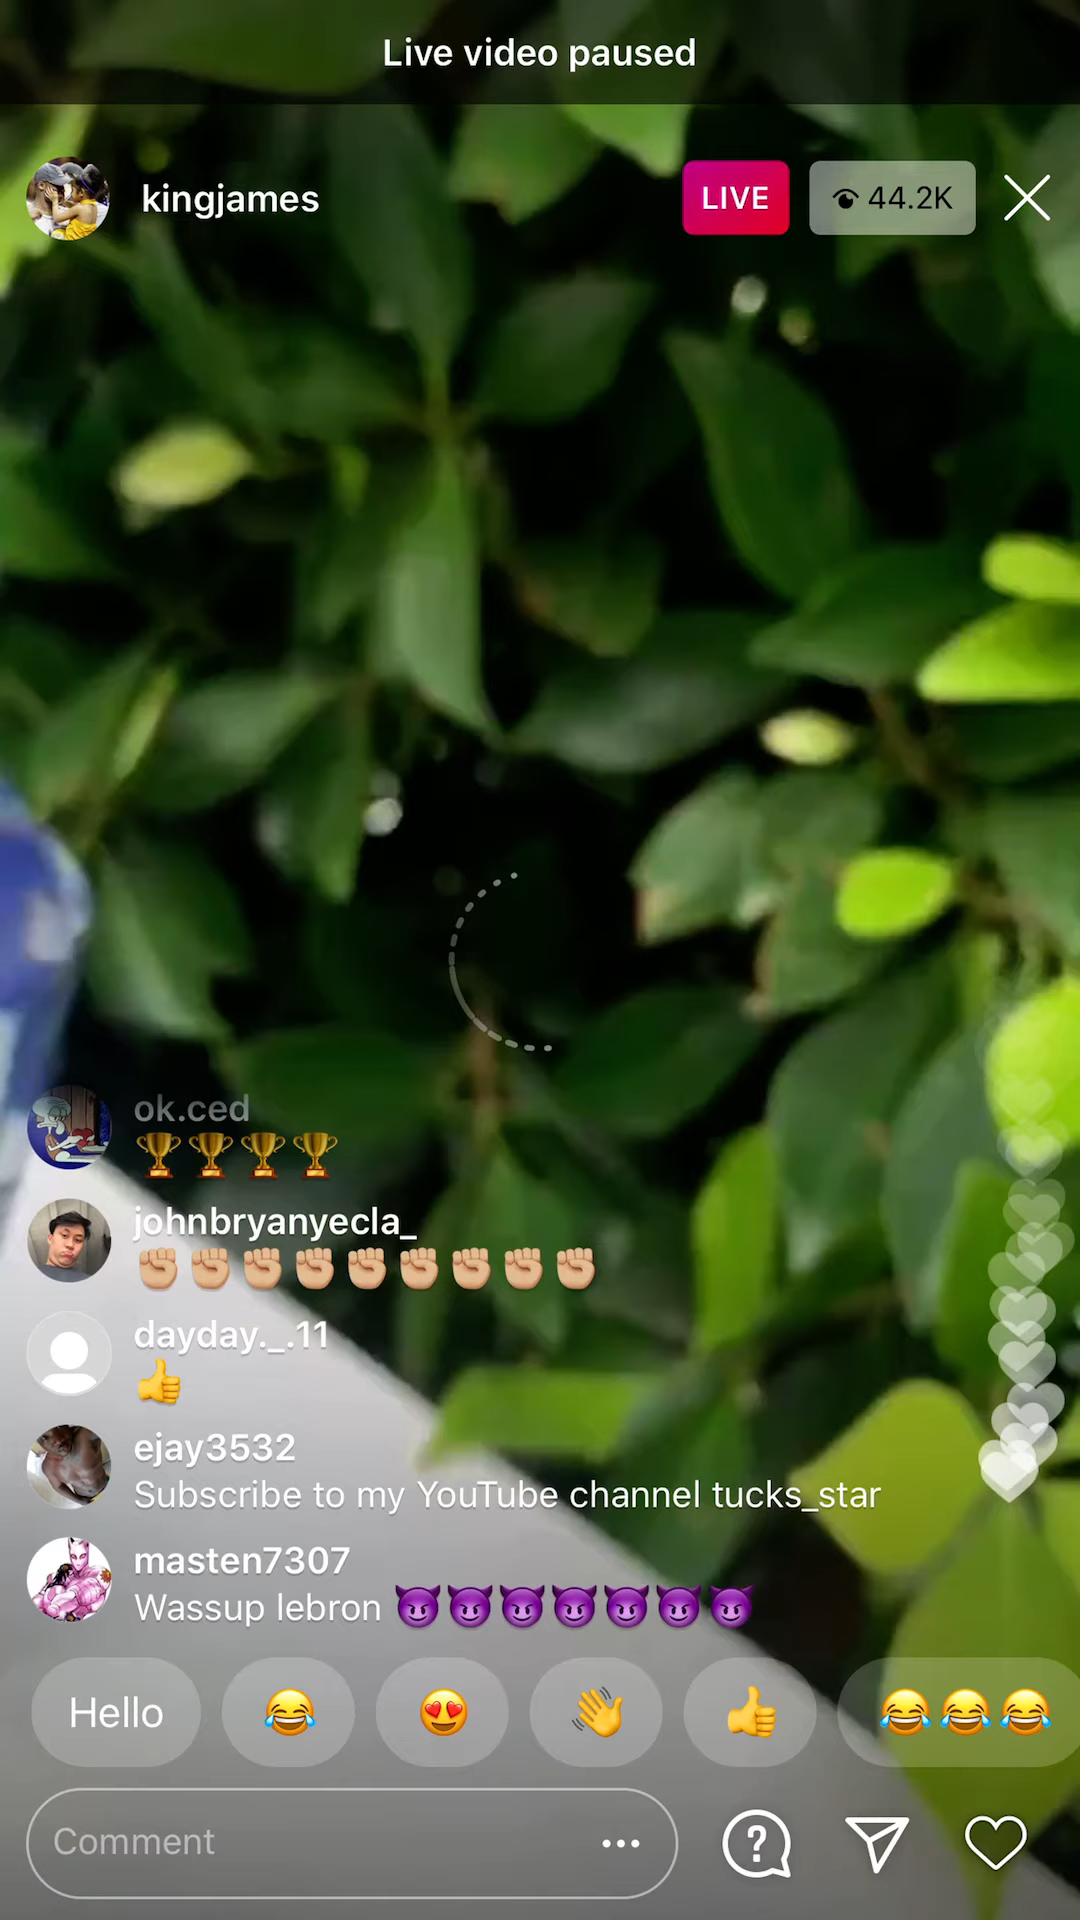 Live video paused
kingjames
LIVE
44.2K
ok.ced
🏆🏆🏆🏆
johnbryanyecla_
✊🏼✊🏼✊🏼✊🏼✊🏼✊🏼✊🏼✊🏼✊🏼
dayday._.11
👍
ejay3532
Subscribe to my YouTube channel tucks_star
masten7307
Wassup lebron 😈😈😈😈😈😈😈
Hello 😂 😍 👋 👍 😂😂😂
Comment